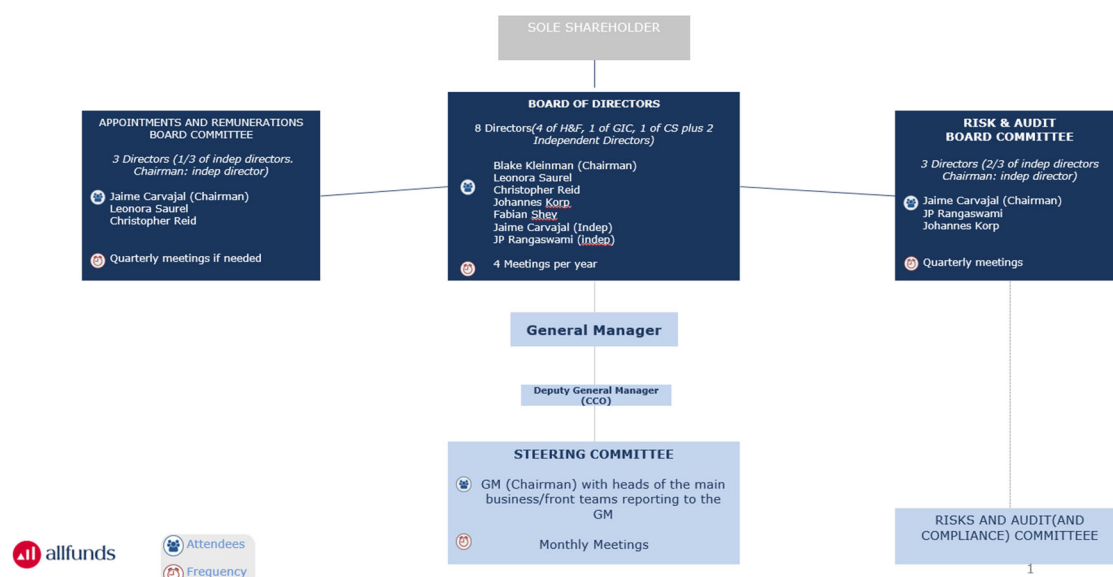 SOLE SHAREHOLDER
BOARD OF DIRECTORS
8 Directors(4 of H&F, 1 of GIC, 1 of CS plus 2
Independent Directors)
Blake Kleinman (Chairman)
Leonora Saurel
Christopher Reid
Johannes Korp
Fabian Shey
Jaime Carvajal (Indep)
JP Rangaswami (indep)
4 Meetings per year
APPOINTMENTS AND REMUNERATIONS
BOARD COMMITTEE
3 Directors (1/3 of indep directors.
Chairman: indep director)
Jaime Carvajal (Chairman)
Leonora Saurel
Christopher Reid
Quarterly meetings if needed
RISK & AUDIT
BOARD COMMITTEE
3 Directors (2/3 of indep directors
Chairman: indep director)
Jaime Carvajal (Chairman)
JP Rangaswami
Johannes Korp
Quarterly meetings
General Manager
Deputy General Manager
(CCO)
STEERING COMMITTEE
GM (Chairman) with heads of the main
business/front teams reporting to the
GM
Monthly Meetings
RISKS AND AUDIT(AND
COMPLIANCE) COMMITTEEE
1
allfunds
Attendees
Frequency